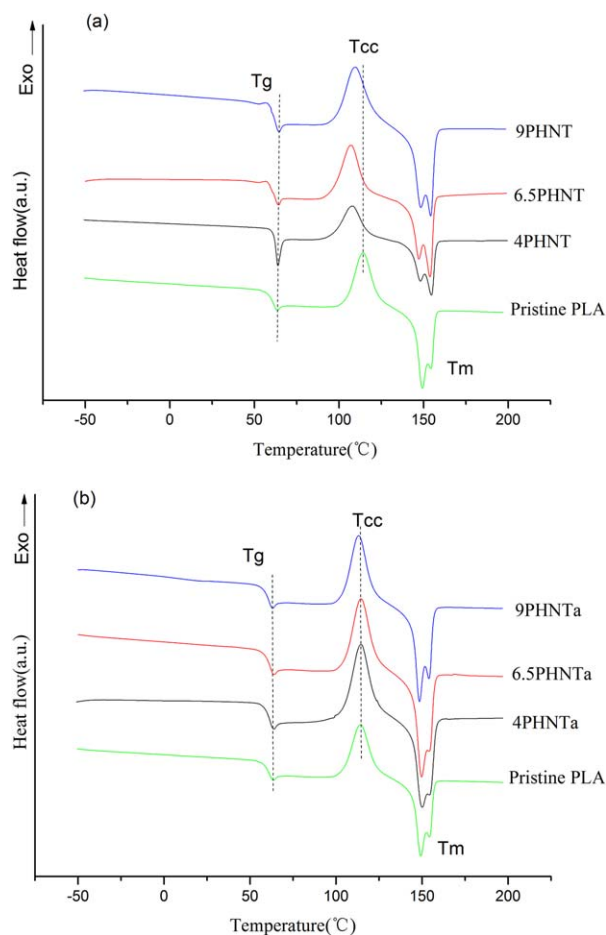 (a)
Exo
Tcc
Tg
9PHNT
6.5PHNT
4PHNT
Pristine PLA
Tm
Heat flow(a.u.)
-50 0 50 100 150 200
Temperature(℃)
(b)
Exo
Tcc
Tg
9PHNTa
6.5PHNTa
4PHNTa
Pristine PLA
Tm
Heat flow(a.u.)
-50 0 50 100 150 200
Temperature(℃)